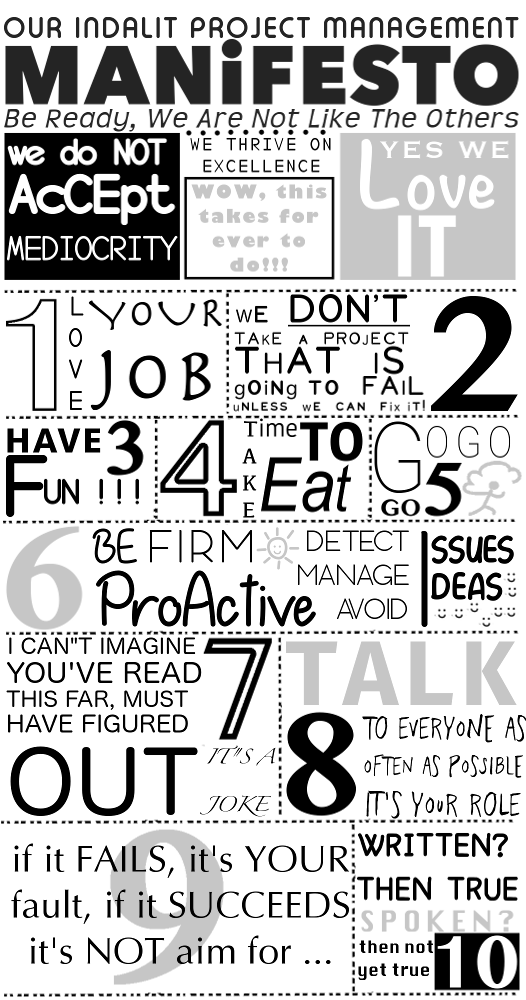 OUR INDALIT PROJECT MANAGEMENT
MANiFESTO
Be Ready, We Are Not Like The Others
we do NOT
AcCEpt
MEDIOCRITY
WE THRIVE ON
EXCELLENCE
WOW, this
takes for
ever to
do!!!
YES WE
Love
IT
1
LOVE
YOUR
JOB
WE DON'T
TAKE A PROJECT
THAT IS
gOiNg TO FAiL
uNLESS WE CAN Fix iT!
2
HAVE 3
FUN !!!
4
TAKE
Time TO
Eat
GOGO
GO 5
6
BE FIRM
ProActive
DETECT
MANAGE
AVOID
ISSUES
IDEAS
I CAN"T IMAGINE
YOU'VE READ
THIS FAR, MUST
HAVE FIGURED
OUT
7
IT"S A
JOKE
TALK
8
TO EVERYONE AS
OFTEN AS POSSIBLE
IT'S YOUR ROLE
9
if it FAILS, it's YOUR
fault, if it SUCCEEDS
it's NOT aim for ...
WRITTEN?
THEN TRUE
SPOKEN?
then not
yet true
10